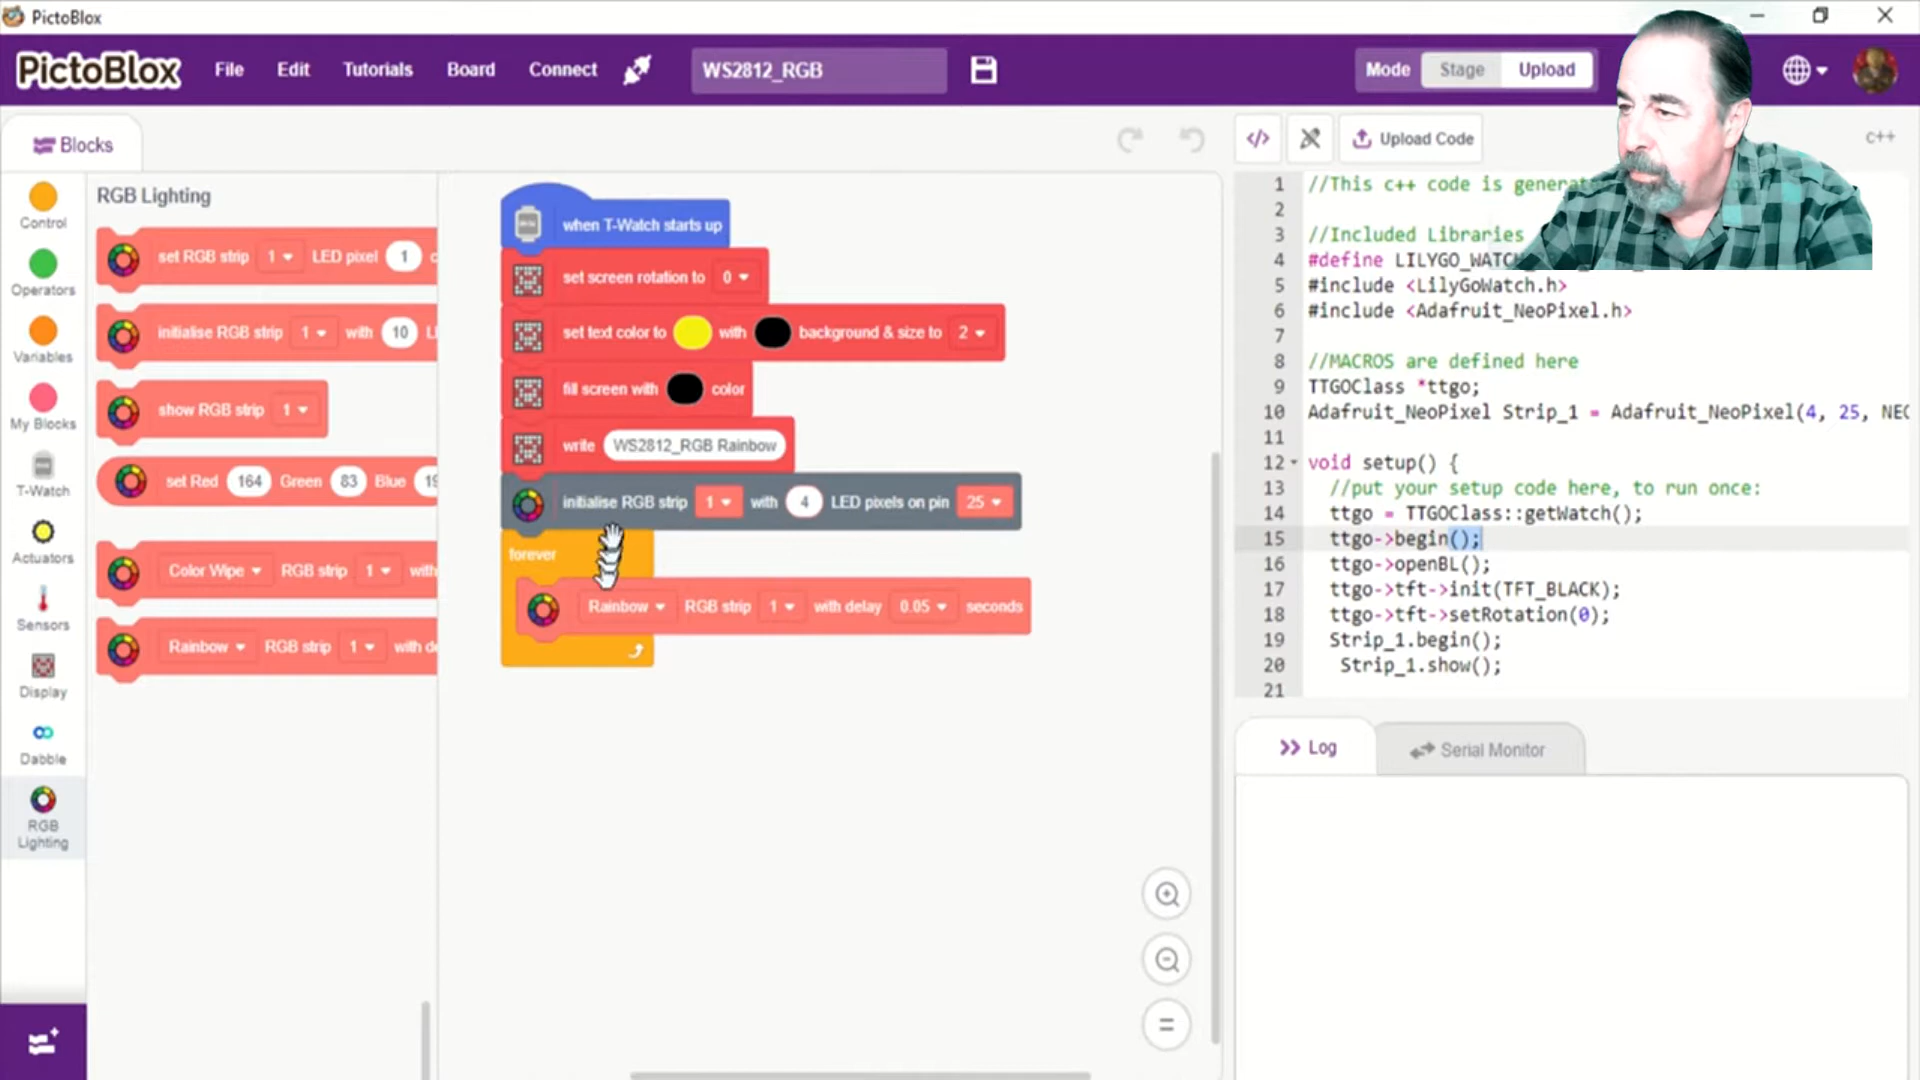 PictoBlox
PictoBlox File Edit Tutorials Board Connect WS2812_RGB Mode Stage Upload
Blocks
Upload Code
C++
Control
Operators
Variables
My Blocks
T-Watch
Actuators
Sensors
Display
Dabble
RGB
Lighting
RGB Lighting
set RGB strip 1 LED pixel 1
initialise RGB strip 1 with 10
show RGB strip 1
set Red 164 Green 83 Blue
Color Wipe RGB strip 1 with
Rainbow RGB strip 1
when T-Watch starts up
set screen rotation to 0
set text color to with background & size to 2
fill screen with color
write WS2812_RGB Rainbow
initialise RGB strip 1 with 4 LED pixels on pin 25
forever
Rainbow RGB strip 1 with delay 0.05 seconds
1 //This c++ code is genera
2
3 //Included Libraries
4 #define LILYGO_WATCH
5 #include <LilyGoWatch.h>
6 #include <Adafruit_NeoPixel.h>
7
8 //MACROS are defined here
9 TTGOClass *ttgo;
10 Adafruit_NeoPixel Strip_1 = Adafruit_NeoPixel(4, 25,
11
12 void setup() {
13 //put your setup code here, to run once:
14 ttgo = TTGOClass::getWatch();
15 ttgo->begin();
16 ttgo->openBL();
17 ttgo->tft->init(TFT_BLACK);
18 ttgo->tft->setRotation(0);
19 Strip_1.begin();
20 Strip_1.show();
21
Log
Serial Monitor